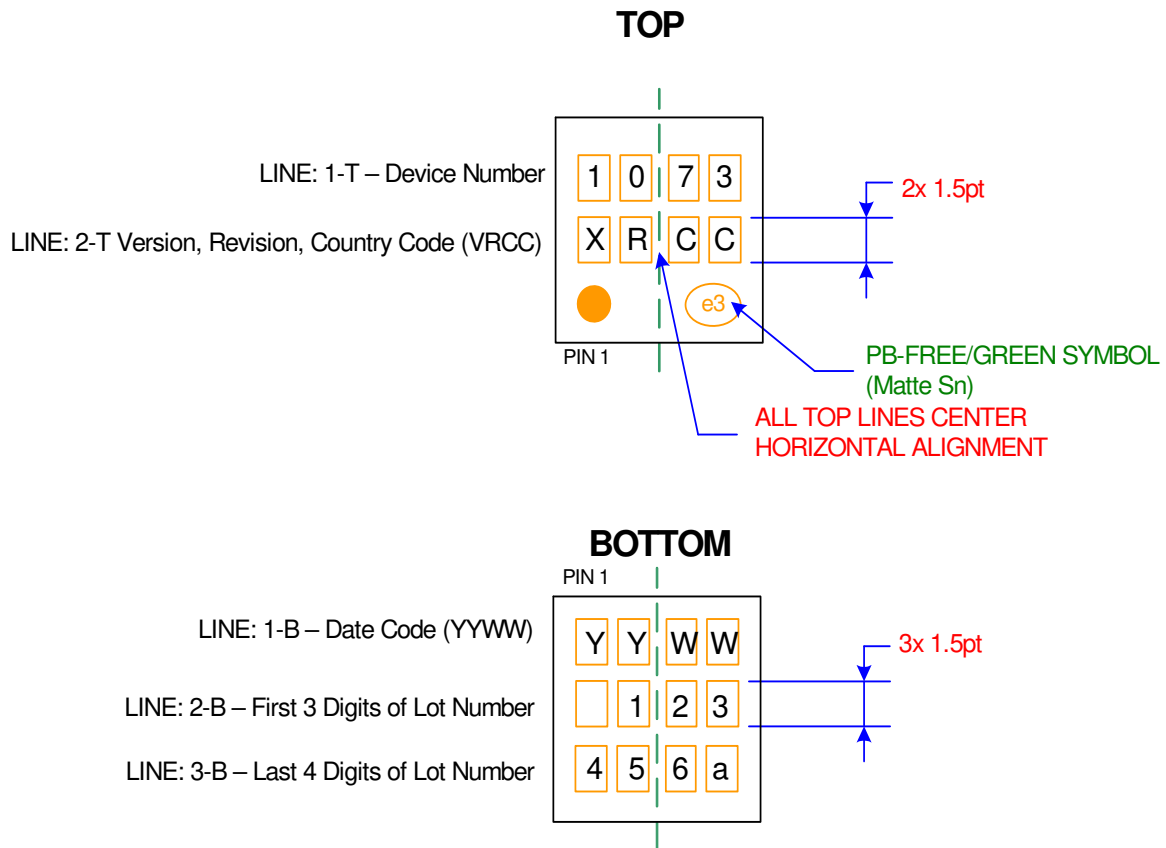 TOP
LINE: 1-T – Device Number
1 0 7 3
2x 1.5pt
LINE: 2-T Version, Revision, Country Code (VRCC)
X R C C
e3
PIN 1
PB-FREE/GREEN SYMBOL
(Matte Sn)
ALL TOP LINES CENTER
HORIZONTAL ALIGNMENT
BOTTOM
PIN 1
LINE: 1-B – Date Code (YYWW)
Y Y W W
3x 1.5pt
LINE: 2-B – First 3 Digits of Lot Number
1 2 3
LINE: 3-B – Last 4 Digits of Lot Number
4 5 6 a